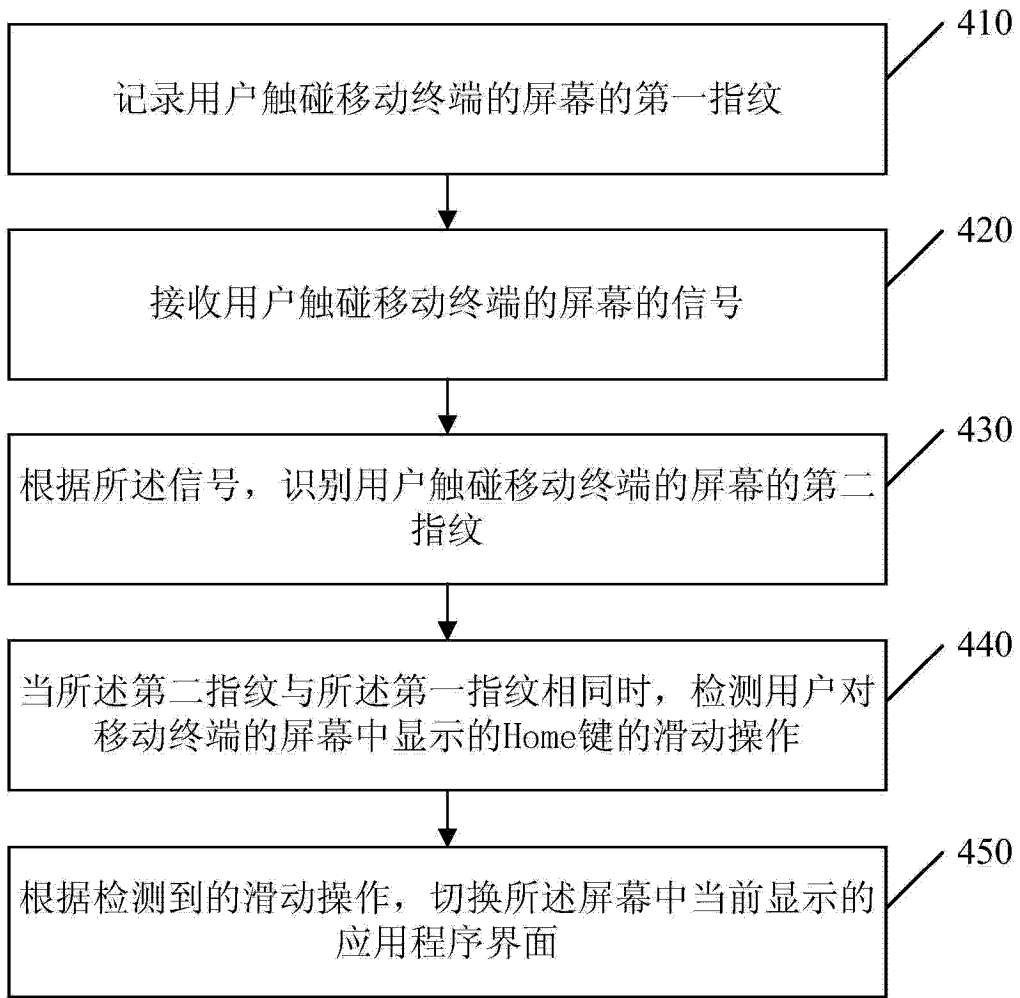 410
记录用户触碰移动终端的屏幕的第一指纹
420
接收用户触碰移动终端的屏幕的信号
430
根据所述信号，识别用户触碰移动终端的屏幕的第二
指纹
440
当所述第二指纹与所述第一指纹相同时，检测用户对
移动终端的屏幕中显示的Home键的滑动操作
450
根据检测到的滑动操作，切换所述屏幕中当前显示的
应用程序界面